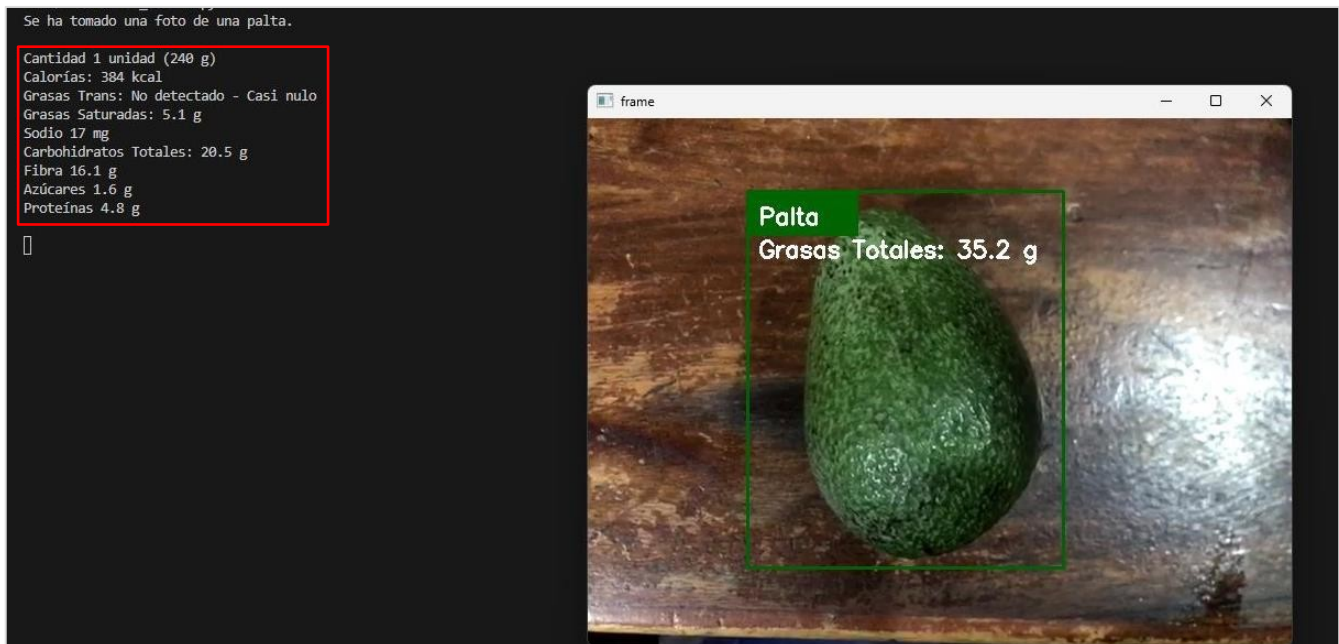 Se ha tomado una foto de una palta.
Cantidad 1 unidad (240 g)
Calorías: 384 kcal
Grasas Trans: No detectado - Casi nulo
Grasas Saturadas: 5.1 g
Sodio 17 mg
Carbohidratos Totales: 20.5 g
Fibra 16.1 g
Azúcares 1.6 g
Proteínas 4.8 g
frame
Palta
Grasas Totales: 35.2 g